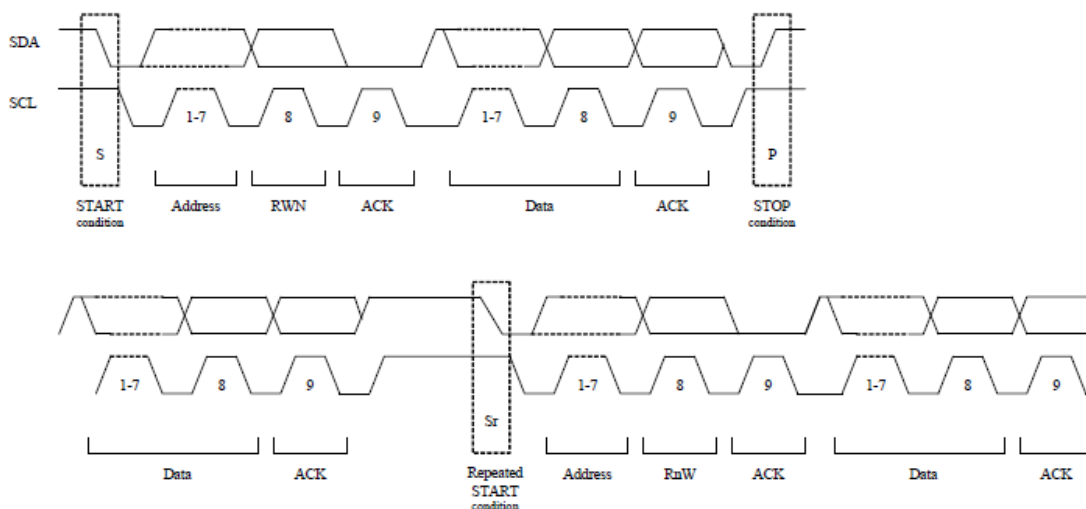 SDA
SCL
1-7 8 9 1-7 8 9
S P
START condition
Address RWN ACK Data ACK
STOP condition
1-7 8 9 1-7 8 9 1-7 8 9
Sr
Data ACK
Repeated START condition
Address RnW ACK Data ACK